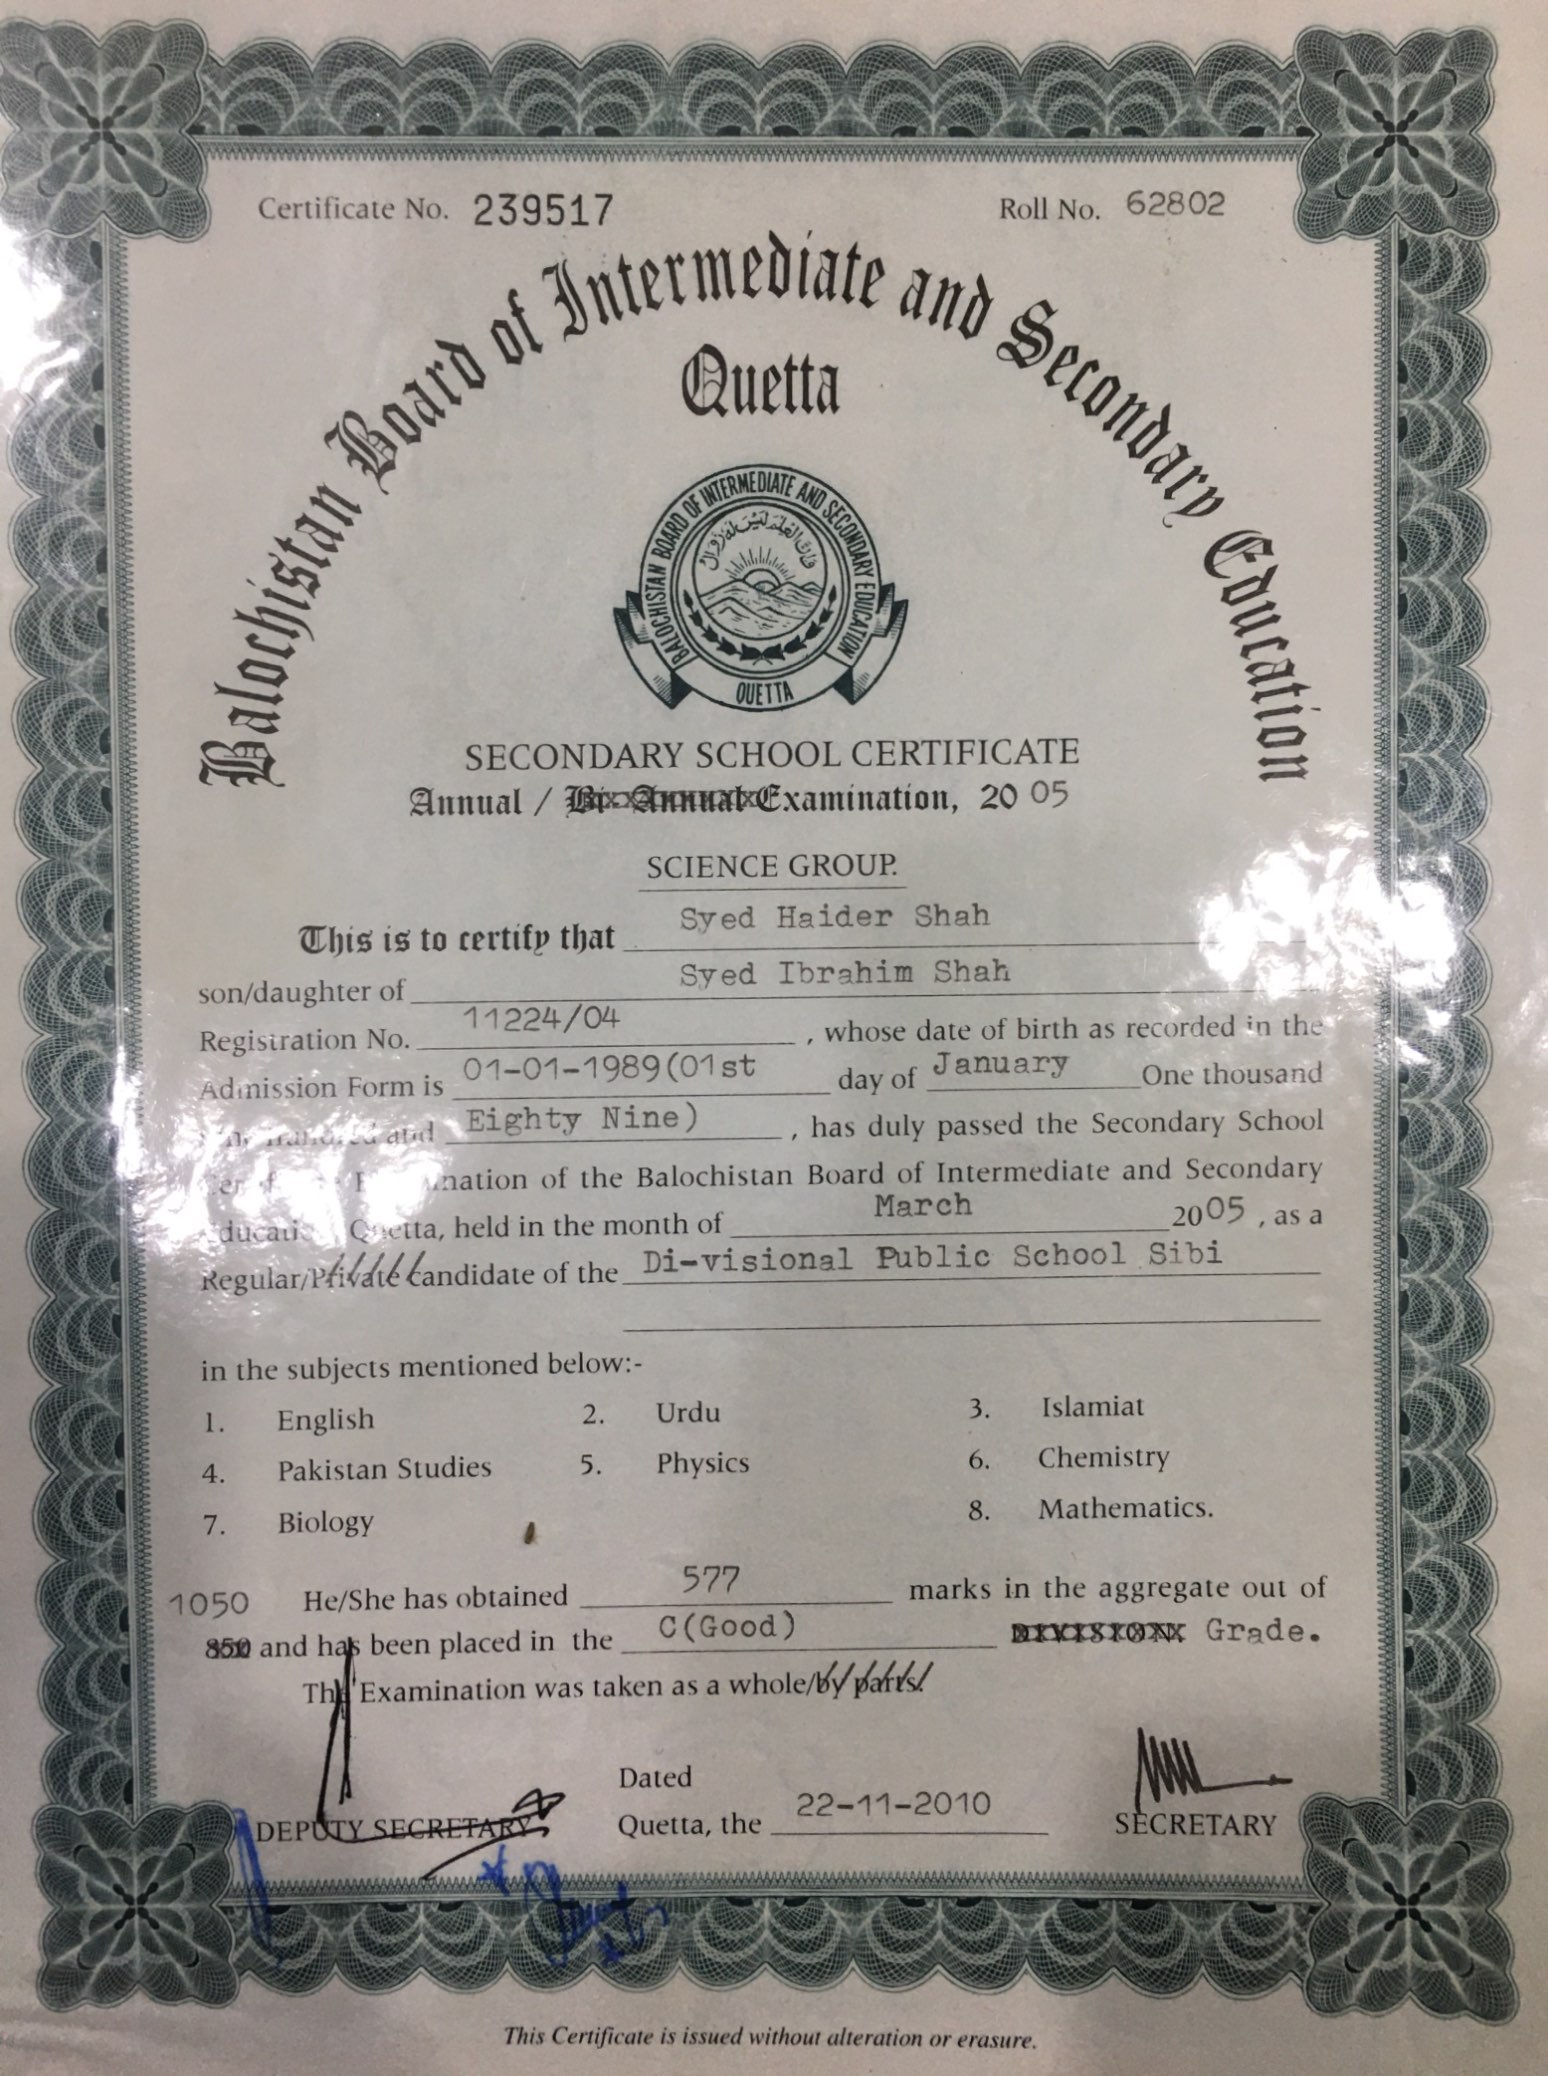 Certificate No. 239517
Roll No. 62802
Balochistan Board of Intermediate and Secondary Education
Quetta
BALOCHISTAN BOARD OF INTERMEDIATE AND SECONDARY EDUCATION
QUETTA
SECONDARY SCHOOL CERTIFICATE
Annual / Bi-Annual Examination, 20 05
SCIENCE GROUP.
This is to certify that Syed Haider Shah
son/daughter of Syed Ibrahim Shah
Registration No. 11224/04 , whose date of birth as recorded in the
Admission Form is 01-01-1989(01st day of January One thousand
hundred and Eighty Nine) , has duly passed the Secondary School
of the Balochistan Board of Intermediate and Secondary
Education Quetta, held in the month of March 2005 , as a
Regular/Private Candidate of the Di-visional Public School Sibi
in the subjects mentioned below:-
1. English 2. Urdu 3. Islamiat
4. Pakistan Studies 5. Physics 6. Chemistry
7. Biology 8. Mathematics.
1050 He/She has obtained 577 marks in the aggregate out of
850 and has been placed in the C(Good) DIVISION. Grade.
The Examination was taken as a whole/by parts.
Dated
DEPUTY SECRETARY Quetta, the 22-11-2010 SECRETARY
This Certificate is issued without alteration or erasure.